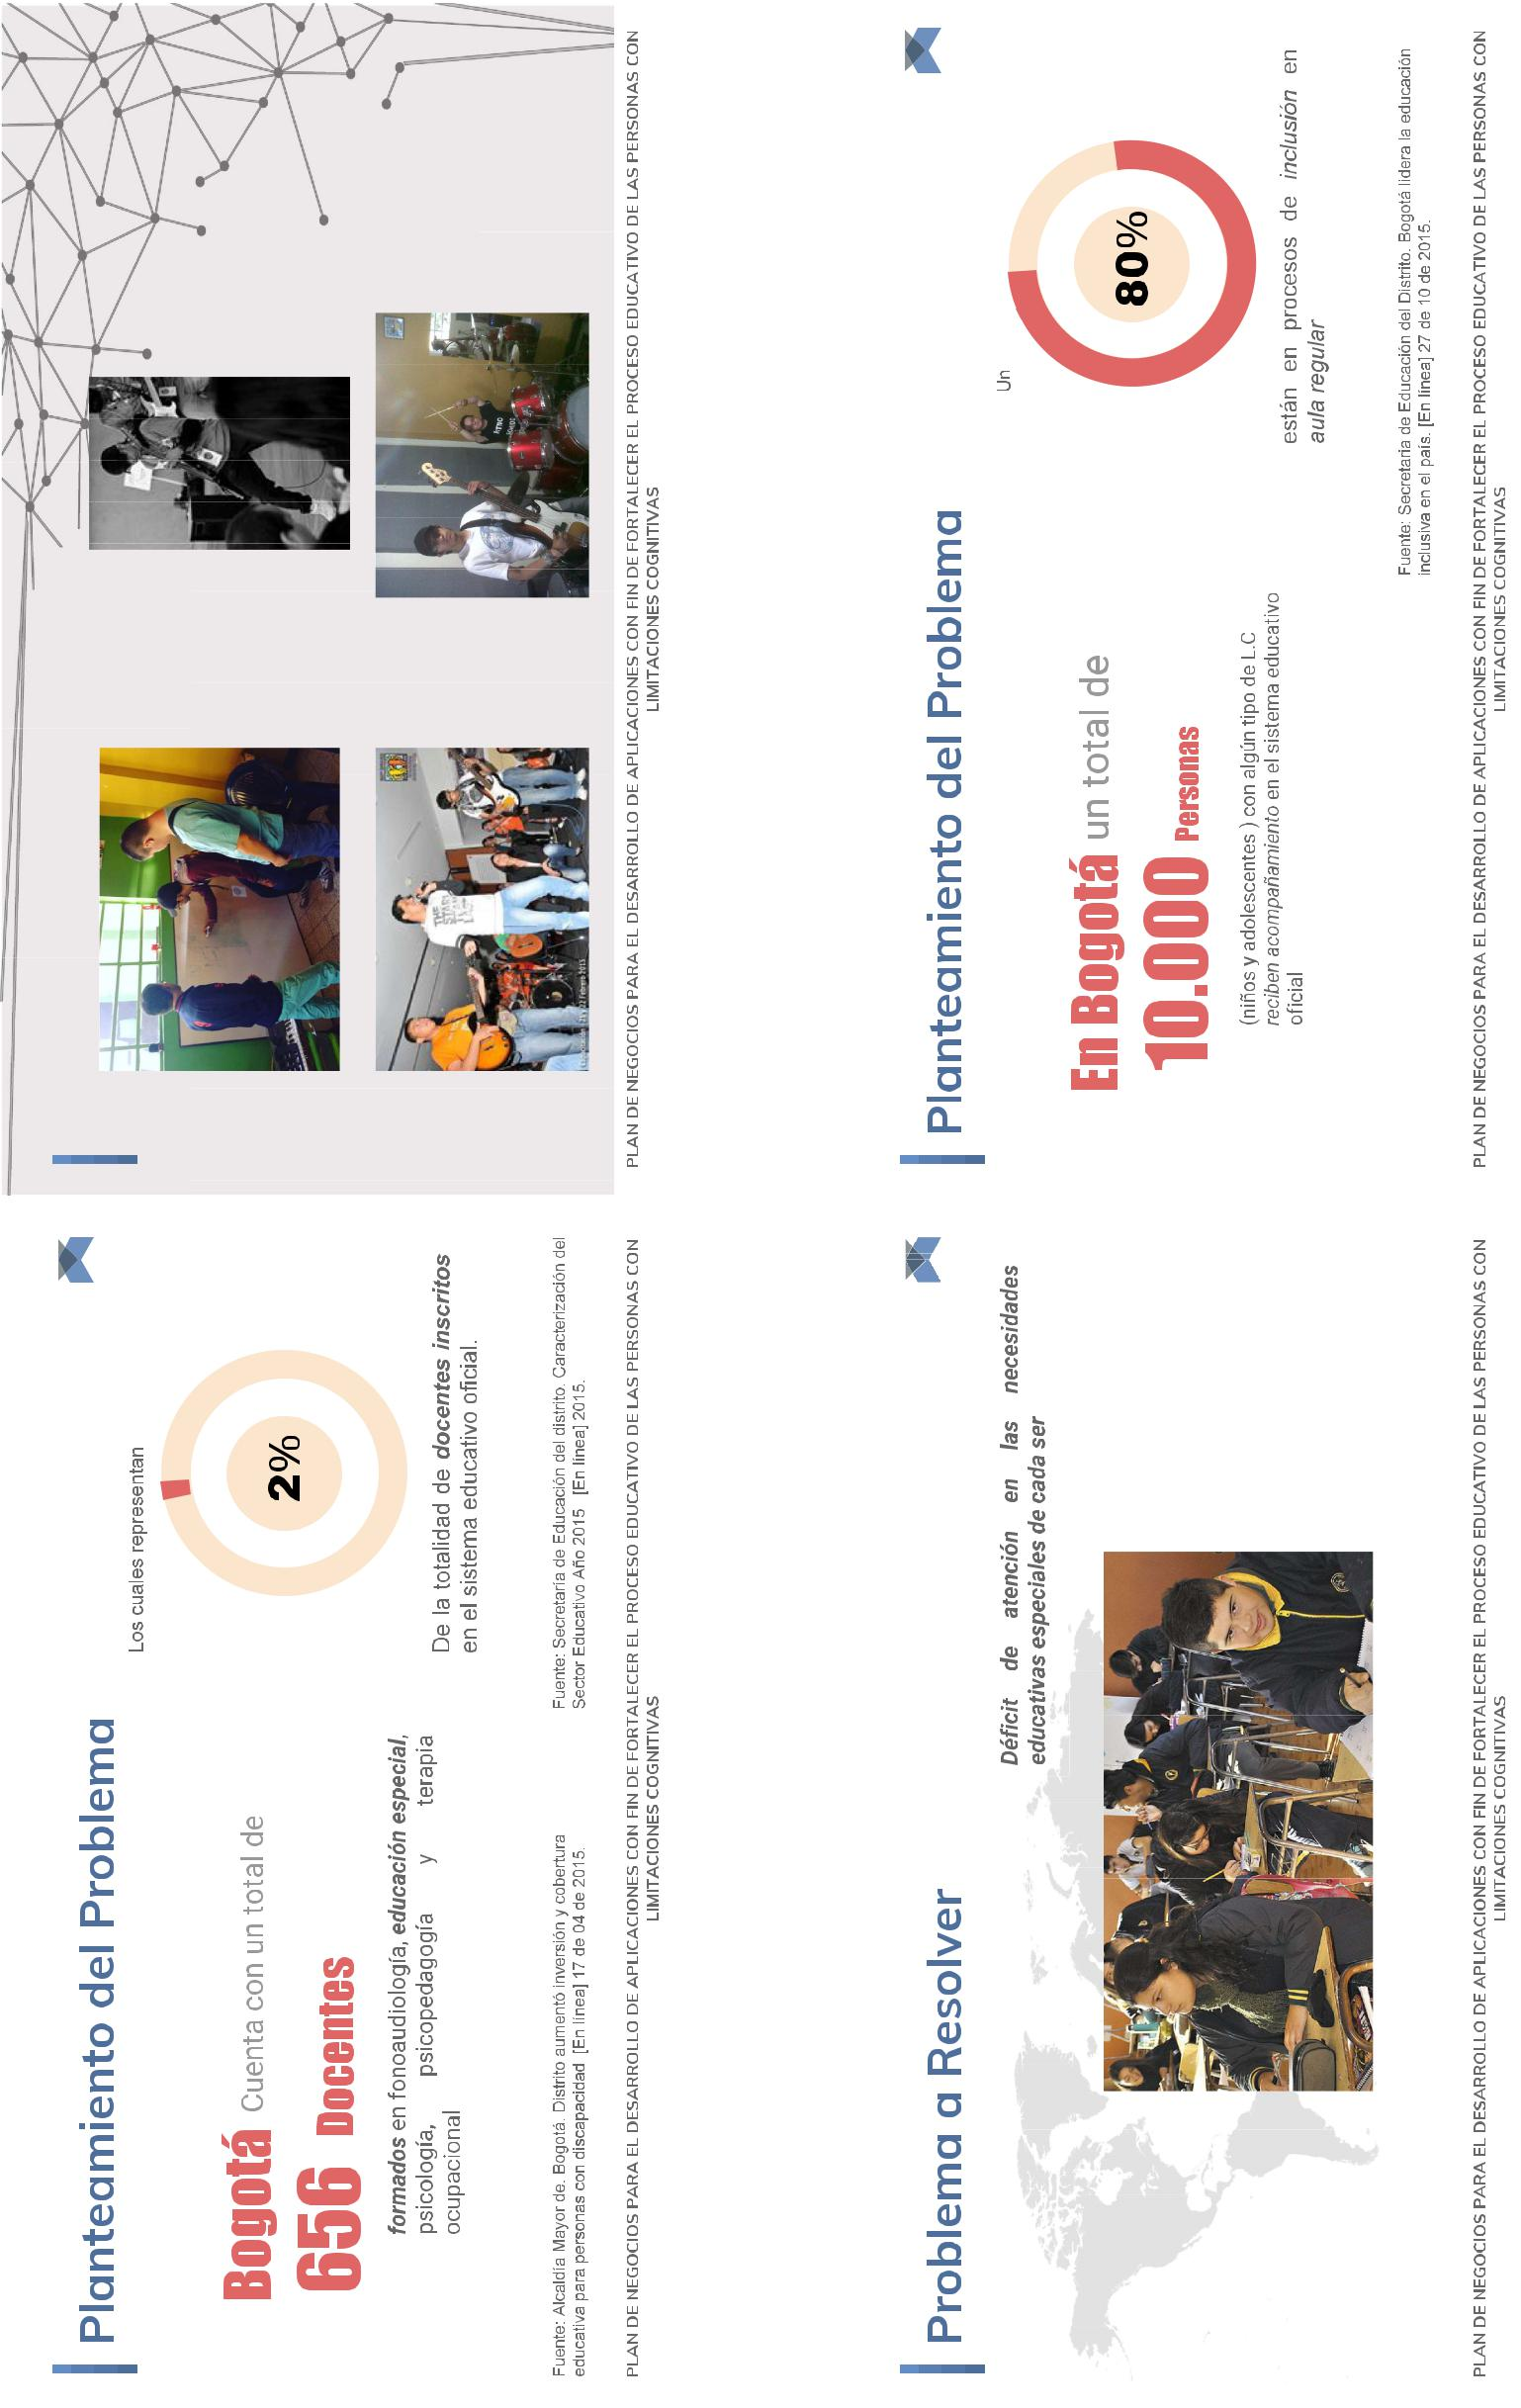 Planteamiento del Problema
Bogotá Cuenta con un total de
656 Docentes
formados en fonoaudiología, educación especial,
psicología, psicopedagogía y terapia
ocupacional
Los cuales representan
2%
De la totalidad de docentes inscritos
en el sistema educativo oficial.
Fuente: Alcaldía Mayor de. Bogotá. Distrito aumentó inversión y cobertura
educativa para personas con discapacidad [En linea] 17 de 04 de 2015.
Fuente: Secretaría de Educación del distrito. Caracterización del
Sector Educativo Año 2015 [En linea] 2015.
PLAN DE NEGOCIOS PARA EL DESARROLLO DE APLICACIONES CON FIN DE FORTALECER EL PROCESO EDUCATIVO DE LAS PERSONAS CON
LIMITACIONES COGNITIVAS
PLAN DE NEGOCIOS PARA EL DESARROLLO DE APLICACIONES CON FIN DE FORTALECER EL PROCESO EDUCATIVO DE LAS PERSONAS CON
LIMITACIONES COGNITIVAS
Problema a Resolver
Déficit de atención en las necesidades
educativas especiales de cada ser
PLAN DE NEGOCIOS PARA EL DESARROLLO DE APLICACIONES CON FIN DE FORTALECER EL PROCESO EDUCATIVO DE LAS PERSONAS CON
LIMITACIONES COGNITIVAS
Planteamiento del Problema
En Bogotá un total de
10.000 Personas
(niños y adolescentes ) con algún tipo de L.C
reciben acompañamiento en el sistema educativo
oficial
Un
80%
están en procesos de inclusión en
aula regular
Fuente: Secretaría de Educación del Distrito. Bogotá lidera la educación
inclusiva en el país. [En linea] 27 de 10 de 2015.
PLAN DE NEGOCIOS PARA EL DESARROLLO DE APLICACIONES CON FIN DE FORTALECER EL PROCESO EDUCATIVO DE LAS PERSONAS CON
LIMITACIONES COGNITIVAS